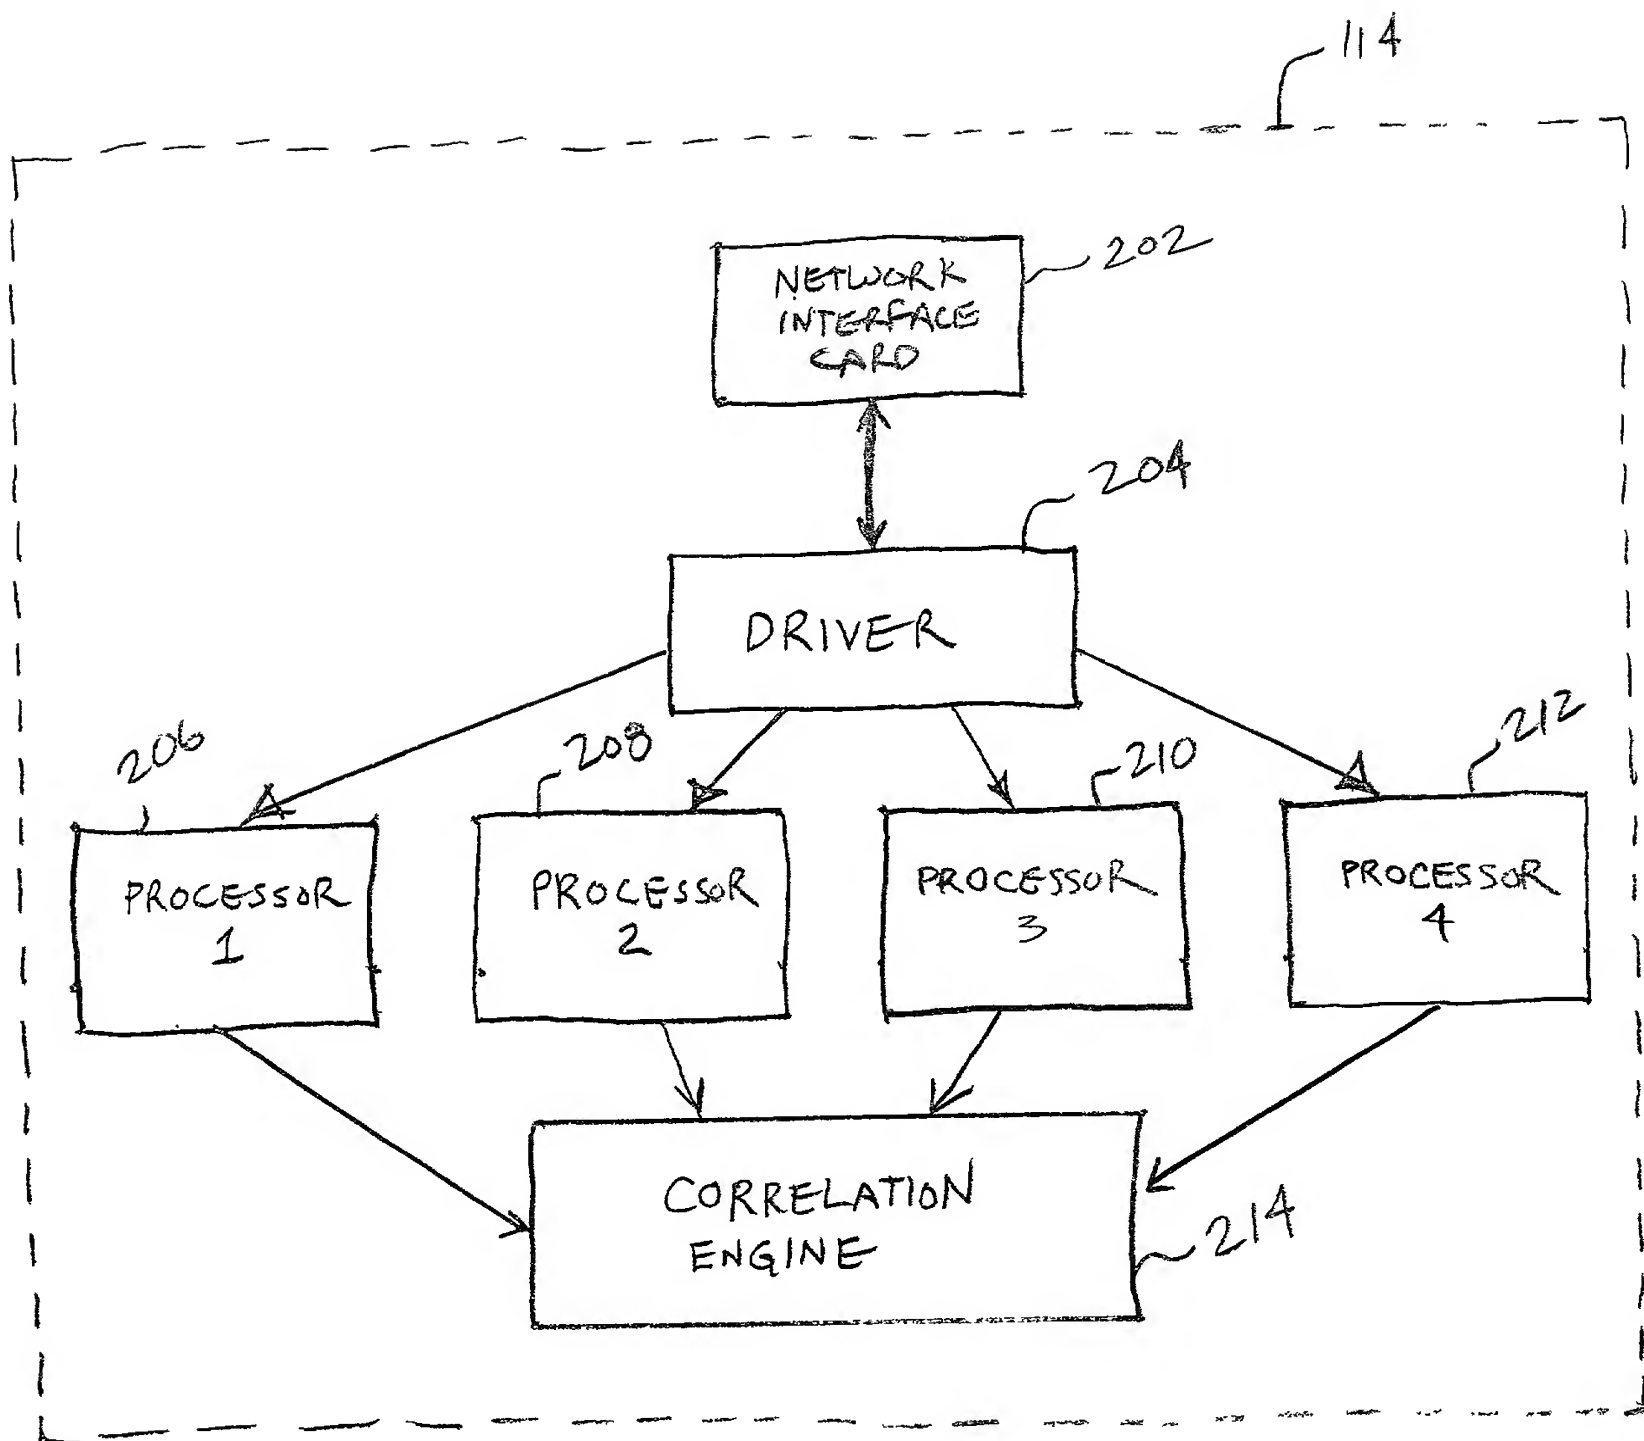 114
202
NETWORK
INTERFACE
CARD
204
DRIVER
206
208
210
212
PROCESSOR
1
PROCESSOR
2
PROCESSOR
3
PROCESSOR
4
CORRELATION
ENGINE
214